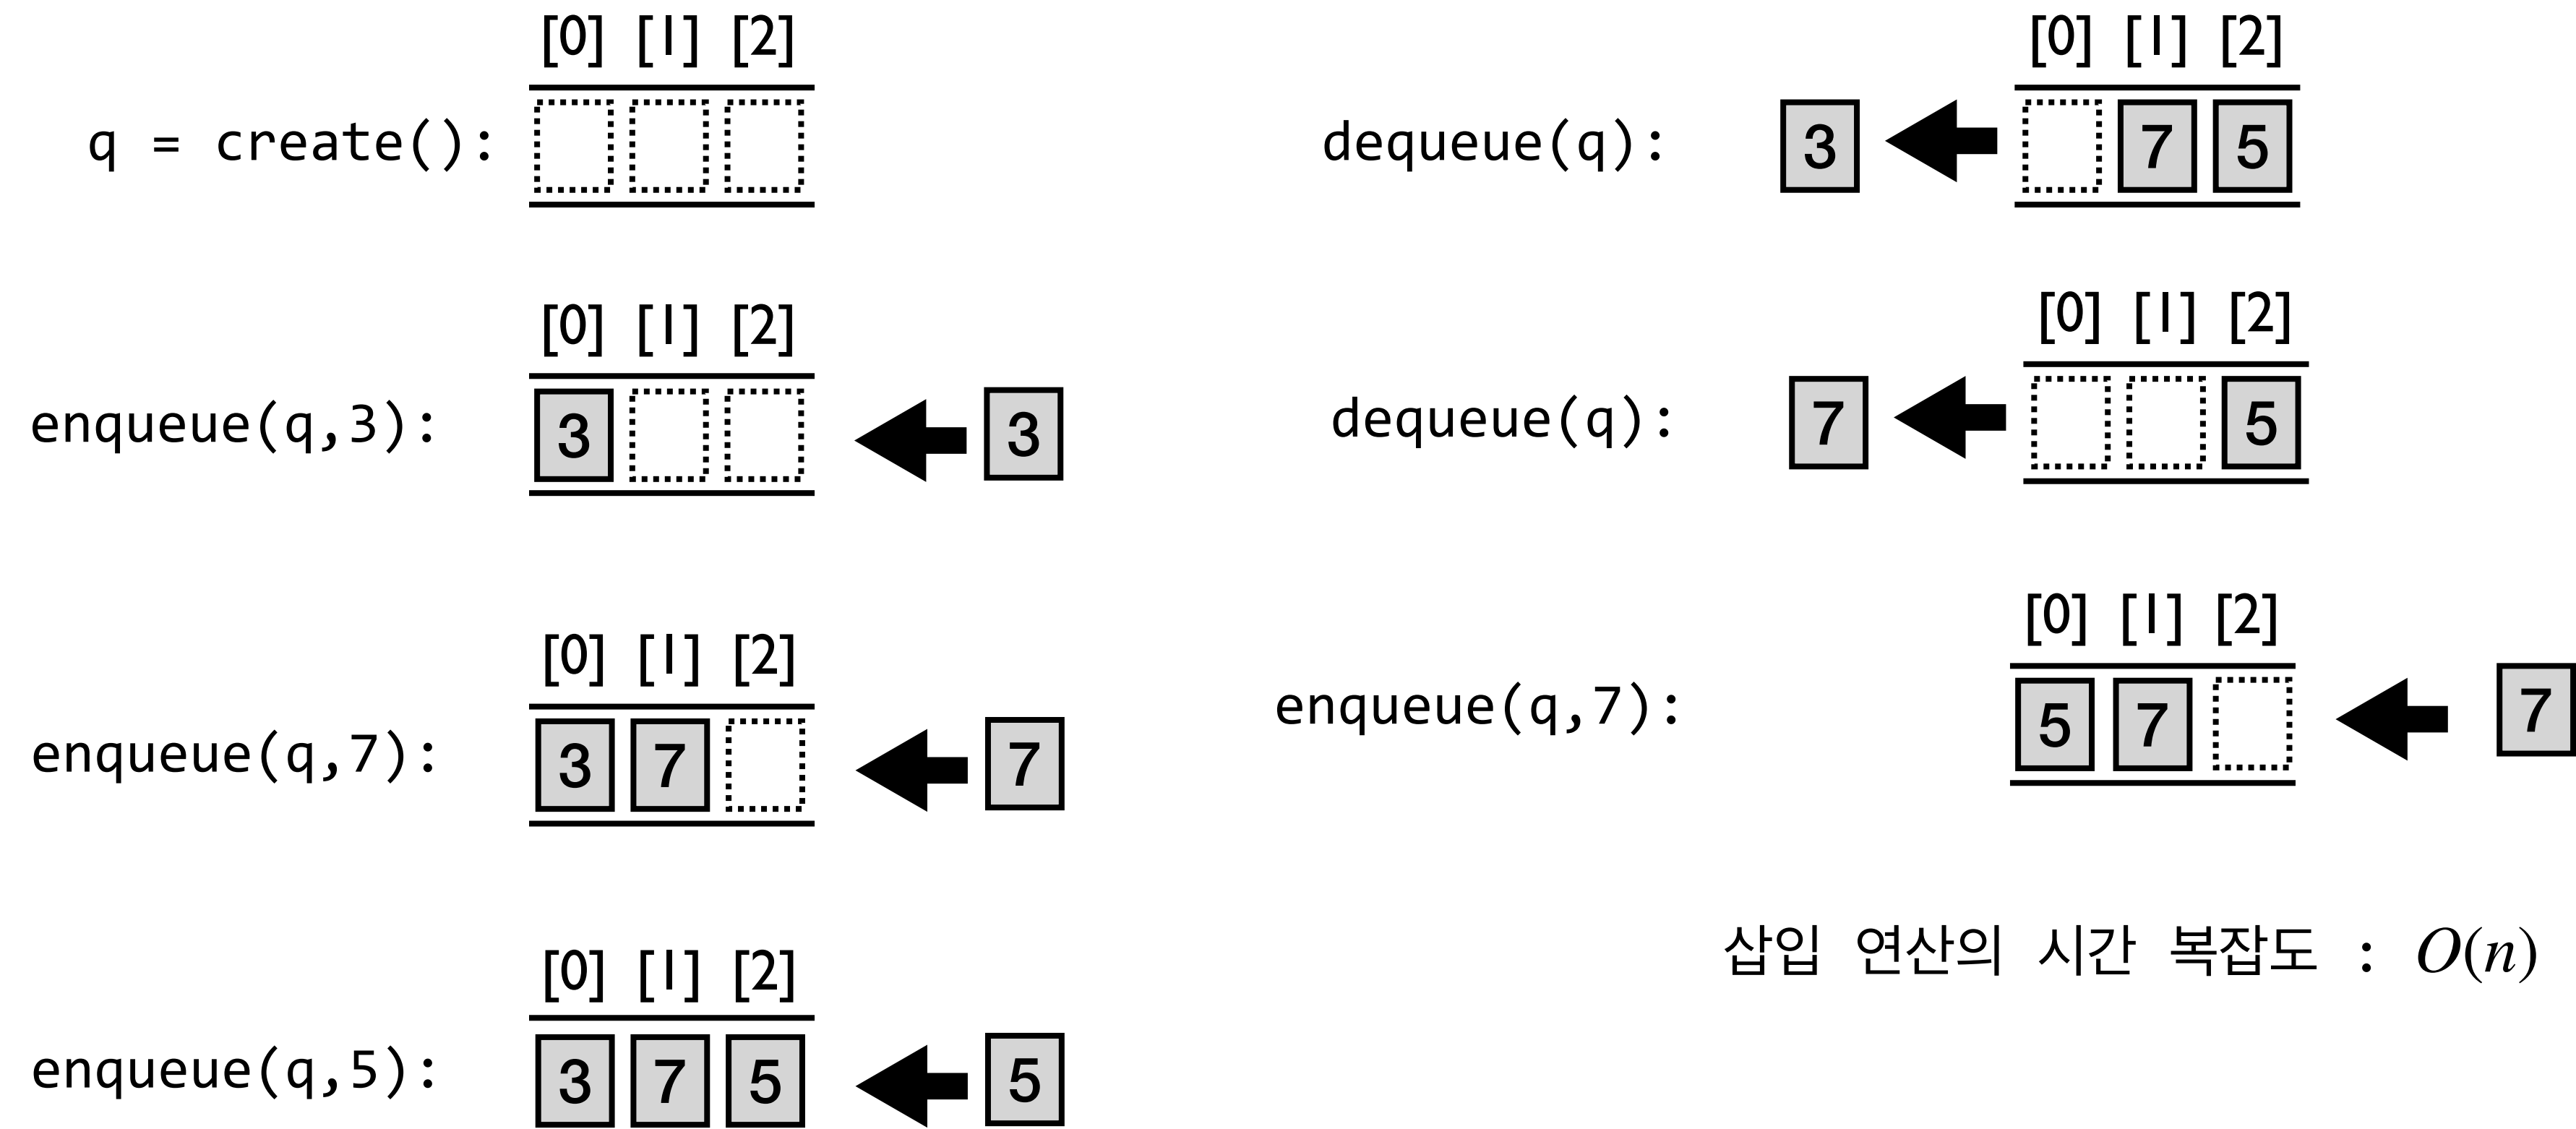 [0] [1] [2]
q = create():
[0] [1] [2]
enqueue(q,3): 3 3
[0] [1] [2]
enqueue(q,7): 3 7 7
[0] [1] [2]
enqueue(q,5): 3 7 5 5
[0] [1] [2]
dequeue(q): 3 7 5
[0] [1] [2]
dequeue(q): 7 5
[0] [1] [2]
enqueue(q,7): 5 7 7
삽입 연산의 시간 복잡도 : O(n)